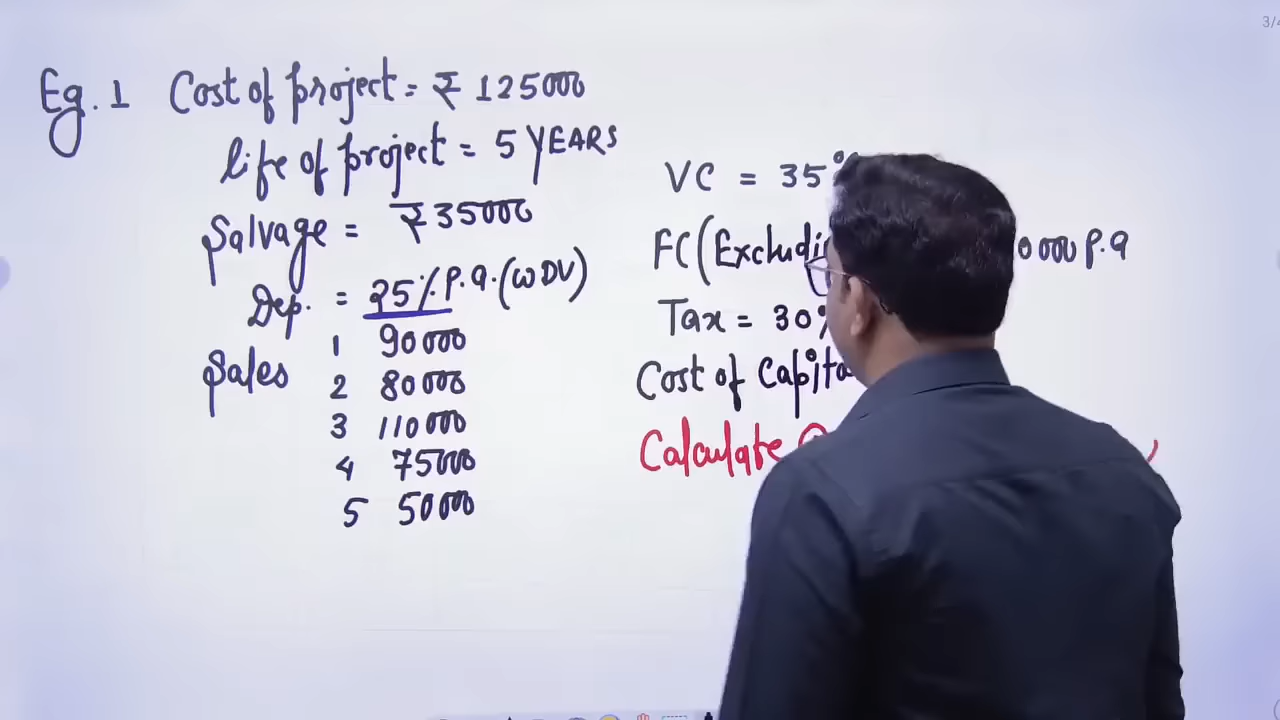 Eg. 1 Cost of project = ₹ 125000
life of project = 5 YEARS
Salvage = ₹ 35000
Dep. = 25% P.a. (WDV)
Sales
1 90000
2 80000
3 110000
4 75000
5 50000
VC = 35%
FC (Excludi 0000 P.a
Tax = 30%
Cost of Capita
Calculate
3/4